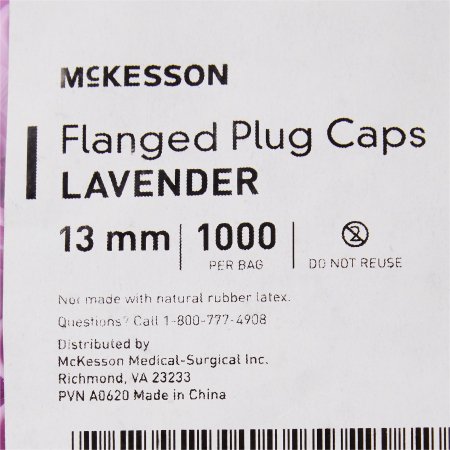 McKESSON
Flanged Plug Caps
LAVENDER
13 mm 1000 PER BAG DO NOT REUSE
Not made with natural rubber latex.
Questions? Call 1-800-777-4908
Distributed by
McKesson Medical-Surgical Inc.
Richmond, VA 23233
PVN A0620 Made in China